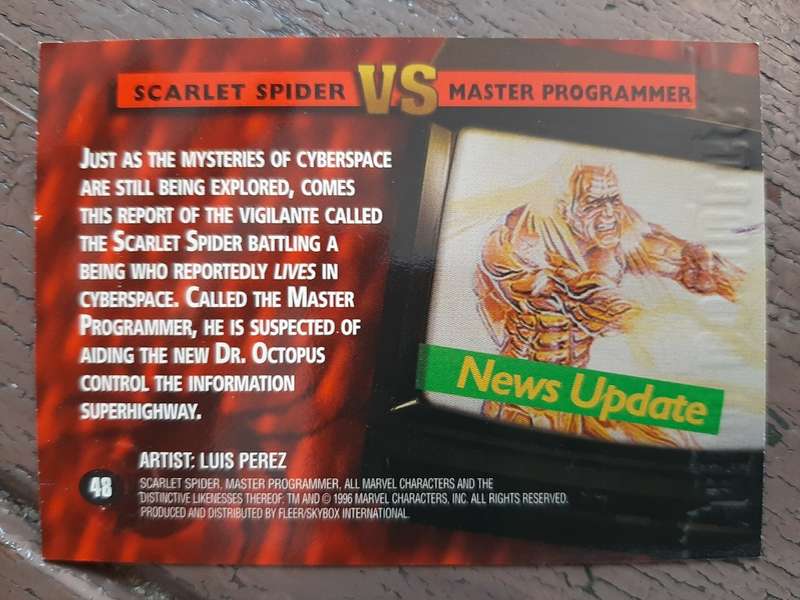 SCARLET SPIDER VS MASTER PROGRAMMER
JUST AS THE MYSTERIES OF CYBERSPACE
ARE STILL BEING EXPLORED, COMES
THIS REPORT OF THE VIGILANTE CALLED
THE SCARLET SPIDER BATTLING A
BEING WHO REPORTEDLY LIVES IN
CYBERSPACE. CALLED THE MASTER
PROGRAMMER, HE IS SUSPECTED OF
AIDING THE NEW DR. OCTOPUS
CONTROL THE INFORMATION
SUPERHIGHWAY.
News Update
ARTIST: LUIS PEREZ
48
SCARLET SPIDER, MASTER PROGRAMMER, ALL MARVEL CHARACTERS AND THE
DISTINCTIVE LIKENESSES THEREOF: TM AND © 1996 MARVEL CHARACTERS, INC. ALL RIGHTS RESERVED.
PRODUCED AND DISTRIBUTED BY FLEER/SKYBOX INTERNATIONAL.